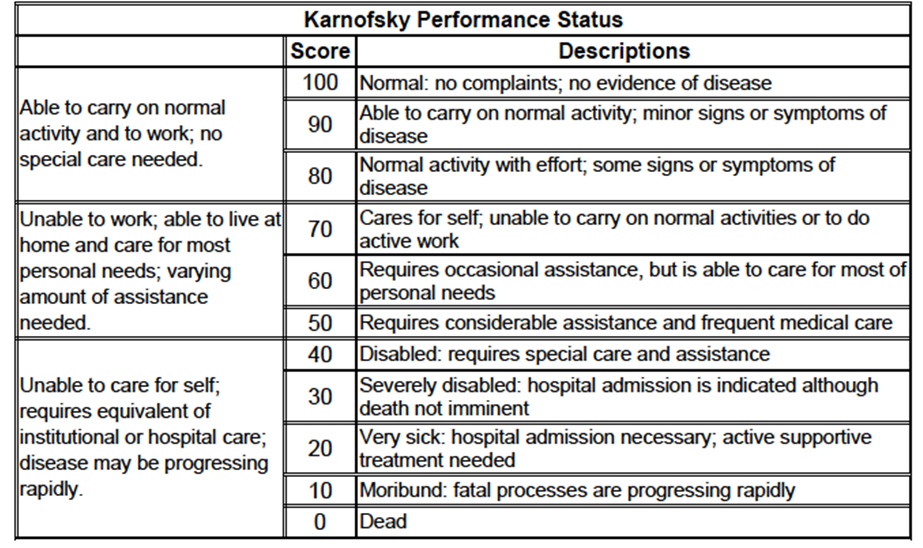 Karnofsky Performance Status
Score Descriptions
Able to carry on normal
activity and to work; no
special care needed.
100 Normal: no complaints; no evidence of disease
90 Able to carry on normal activity; minor signs or symptoms of
disease
80 Normal activity with effort; some signs or symptoms of
disease
Unable to work; able to live at
home and care for most
personal needs; varying
amount of assistance
needed.
70 Cares for self; unable to carry on normal activities or to do
active work
60 Requires occasional assistance, but is able to care for most of
personal needs
50 Requires considerable assistance and frequent medical care
Unable to care for self;
requires equivalent of
institutional or hospital care;
disease may be progressing
rapidly.
40 Disabled: requires special care and assistance
30 Severely disabled: hospital admission is indicated although
death not imminent
20 Very sick: hospital admission necessary; active supportive
treatment needed
10 Moribund: fatal processes are progressing rapidly
0 Dead